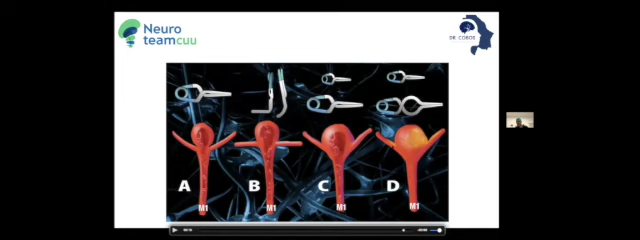 Neuro
teamcuu
DR. COBOS
A B C D
M1 M1 M1 M1